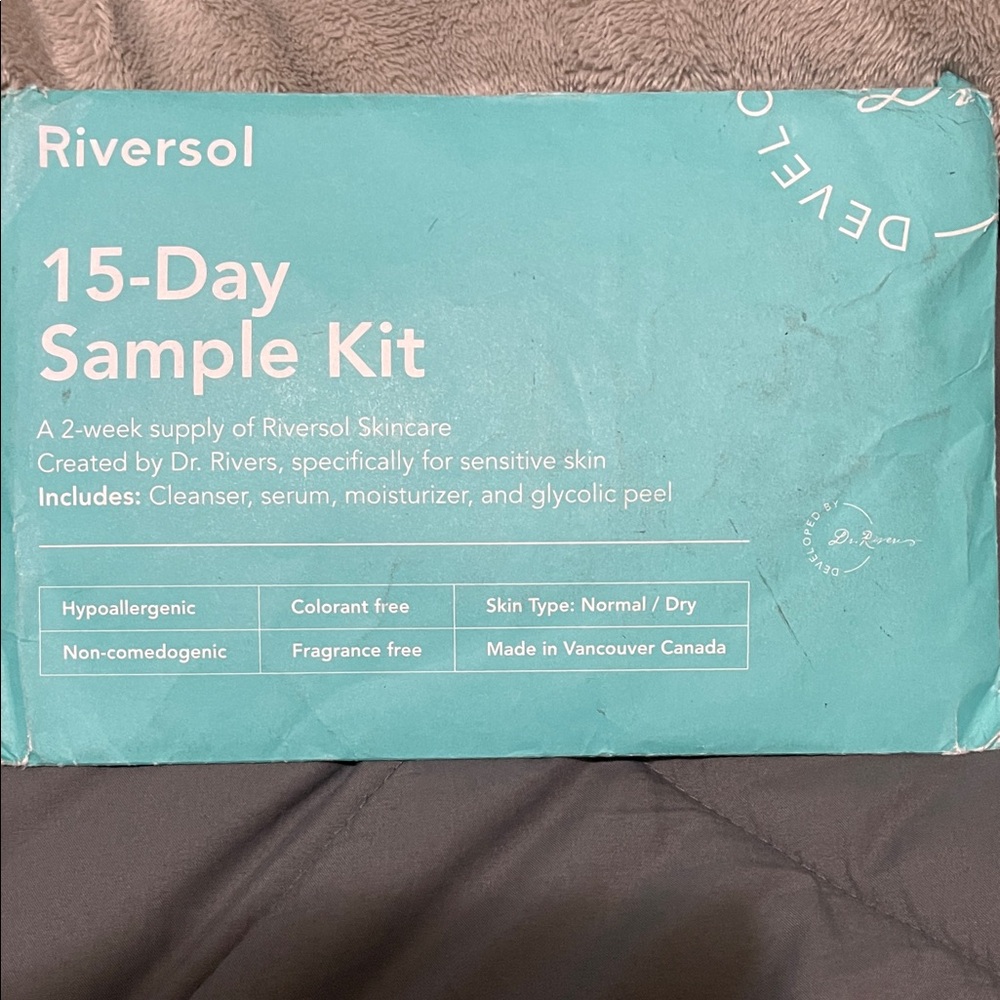 Riversol
DEVELO
15-Day
Sample Kit
A 2-week supply of Riversol Skincare
Created by Dr. Rivers, specifically for sensitive skin
Includes: Cleanser, serum, moisturizer, and glycolic peel
DEVELOPED BY
Dr. Rivers
Hypoallergenic
Colorant free
Skin Type: Normal / Dry
Non-comedogenic
Fragrance free
Made in Vancouver Canada